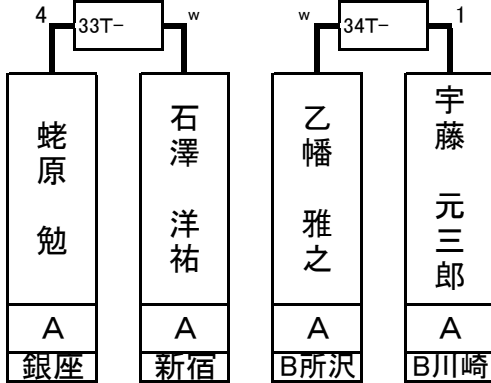 4 33T- w w 34T- 1
蛯原 勉
石澤 洋祐
乙幡 雅之
宇藤 元三郎
A A A A
銀座 新宿 B所沢 B川崎